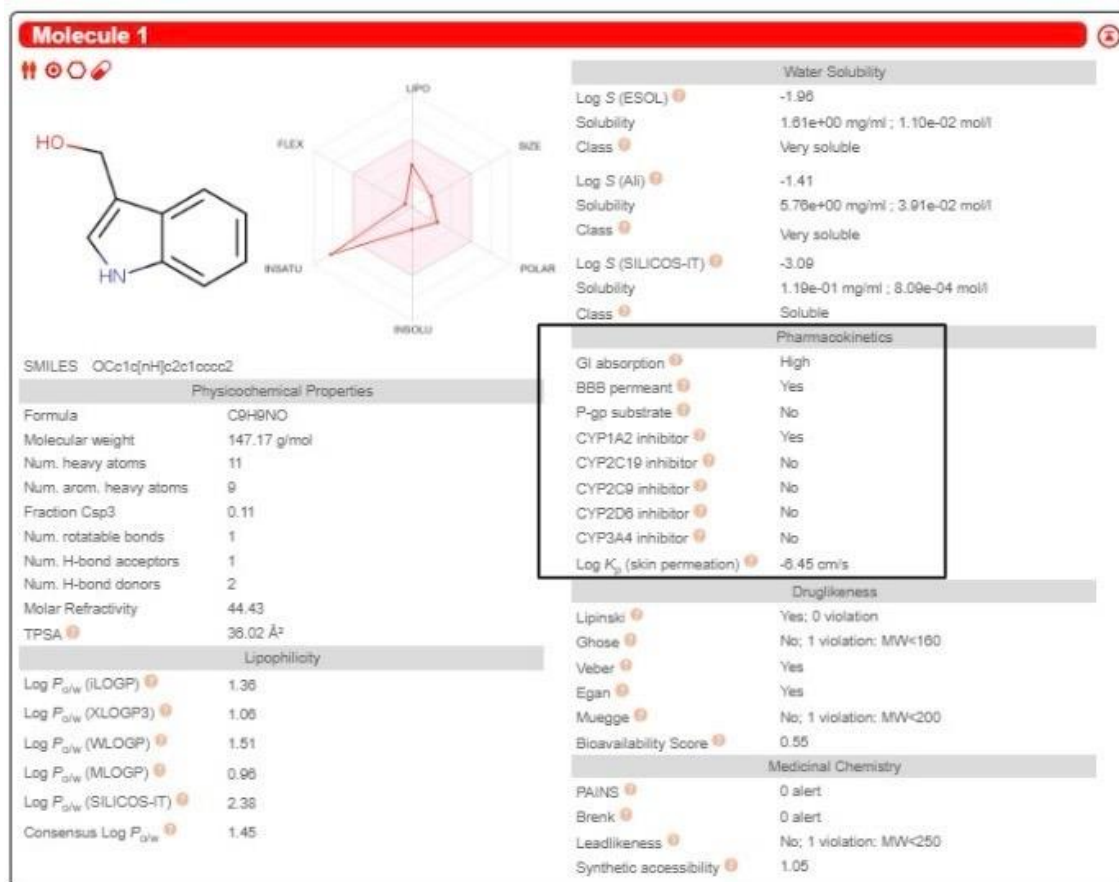 Molecule 1
LIPO
FLEX
SIZE
HO
HN
INSATU
POLAR
INSOLU
SMILES OCc1c[nH]c2c1cccc2
Physicochemical Properties
Formula C9H9NO
Molecular weight 147.17 g/mol
Num. heavy atoms 11
Num. arom. heavy atoms 9
Fraction Csp3 0.11
Num. rotatable bonds 1
Num. H-bond acceptors 1
Num. H-bond donors 2
Molar Refractivity 44.43
TPSA ? 36.02 Å²
Lipophilicity
Log Po/w (iLOGP) ? 1.36
Log Po/w (XLOGP3) ? 1.06
Log Po/w (WLOGP) ? 1.51
Log Po/w (MLOGP) ? 0.96
Log Po/w (SILICOS-IT) ? 2.38
Consensus Log Po/w ? 1.45
Water Solubility
Log S (ESOL) ? -1.96
Solubility 1.61e+00 mg/ml ; 1.10e-02 mol/l
Class ? Very soluble
Log S (Ali) ? -1.41
Solubility 5.76e+00 mg/ml ; 3.91e-02 mol/l
Class ? Very soluble
Log S (SILICOS-IT) ? -3.09
Solubility 1.19e-01 mg/ml ; 8.09e-04 mol/l
Class ? Soluble
Pharmacokinetics
GI absorption ? High
BBB permeant ? Yes
P-gp substrate ? No
CYP1A2 inhibitor ? Yes
CYP2C19 inhibitor ? No
CYP2C9 inhibitor ? No
CYP2D6 inhibitor ? No
CYP3A4 inhibitor ? No
Log Kp (skin permeation) ? -6.45 cm/s
Druglikeness
Lipinski ? Yes; 0 violation
Ghose ? No; 1 violation: MW<160
Veber ? Yes
Egan ? Yes
Muegge ? No; 1 violation: MW<200
Bioavailability Score ? 0.55
Medicinal Chemistry
PAINS ? 0 alert
Brenk ? 0 alert
Leadlikeness ? No; 1 violation: MW<250
Synthetic accessibility ? 1.05